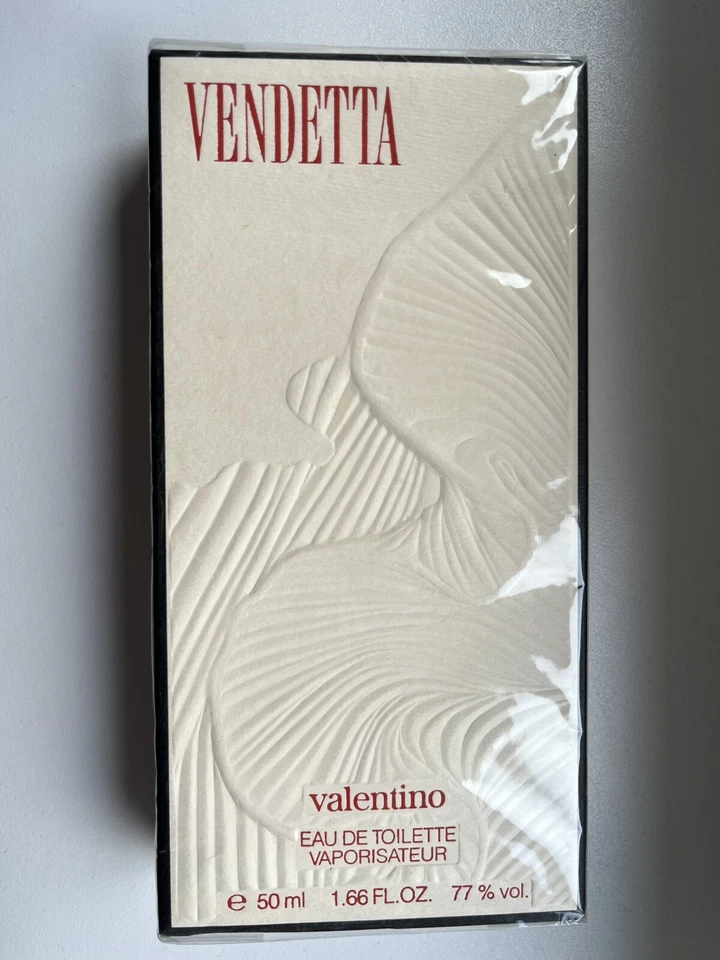 VENDETTA
valentino
EAU DE TOILETTE
VAPORISATEUR
℮ 50 ml 1.66 FL.OZ. 77 % vol.